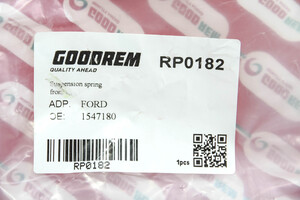 GOODREM
QUALITY AHEAD
RP0182
Suspension spring
front
ADP. FORD
OE: 1547180
1pcs
RP0182